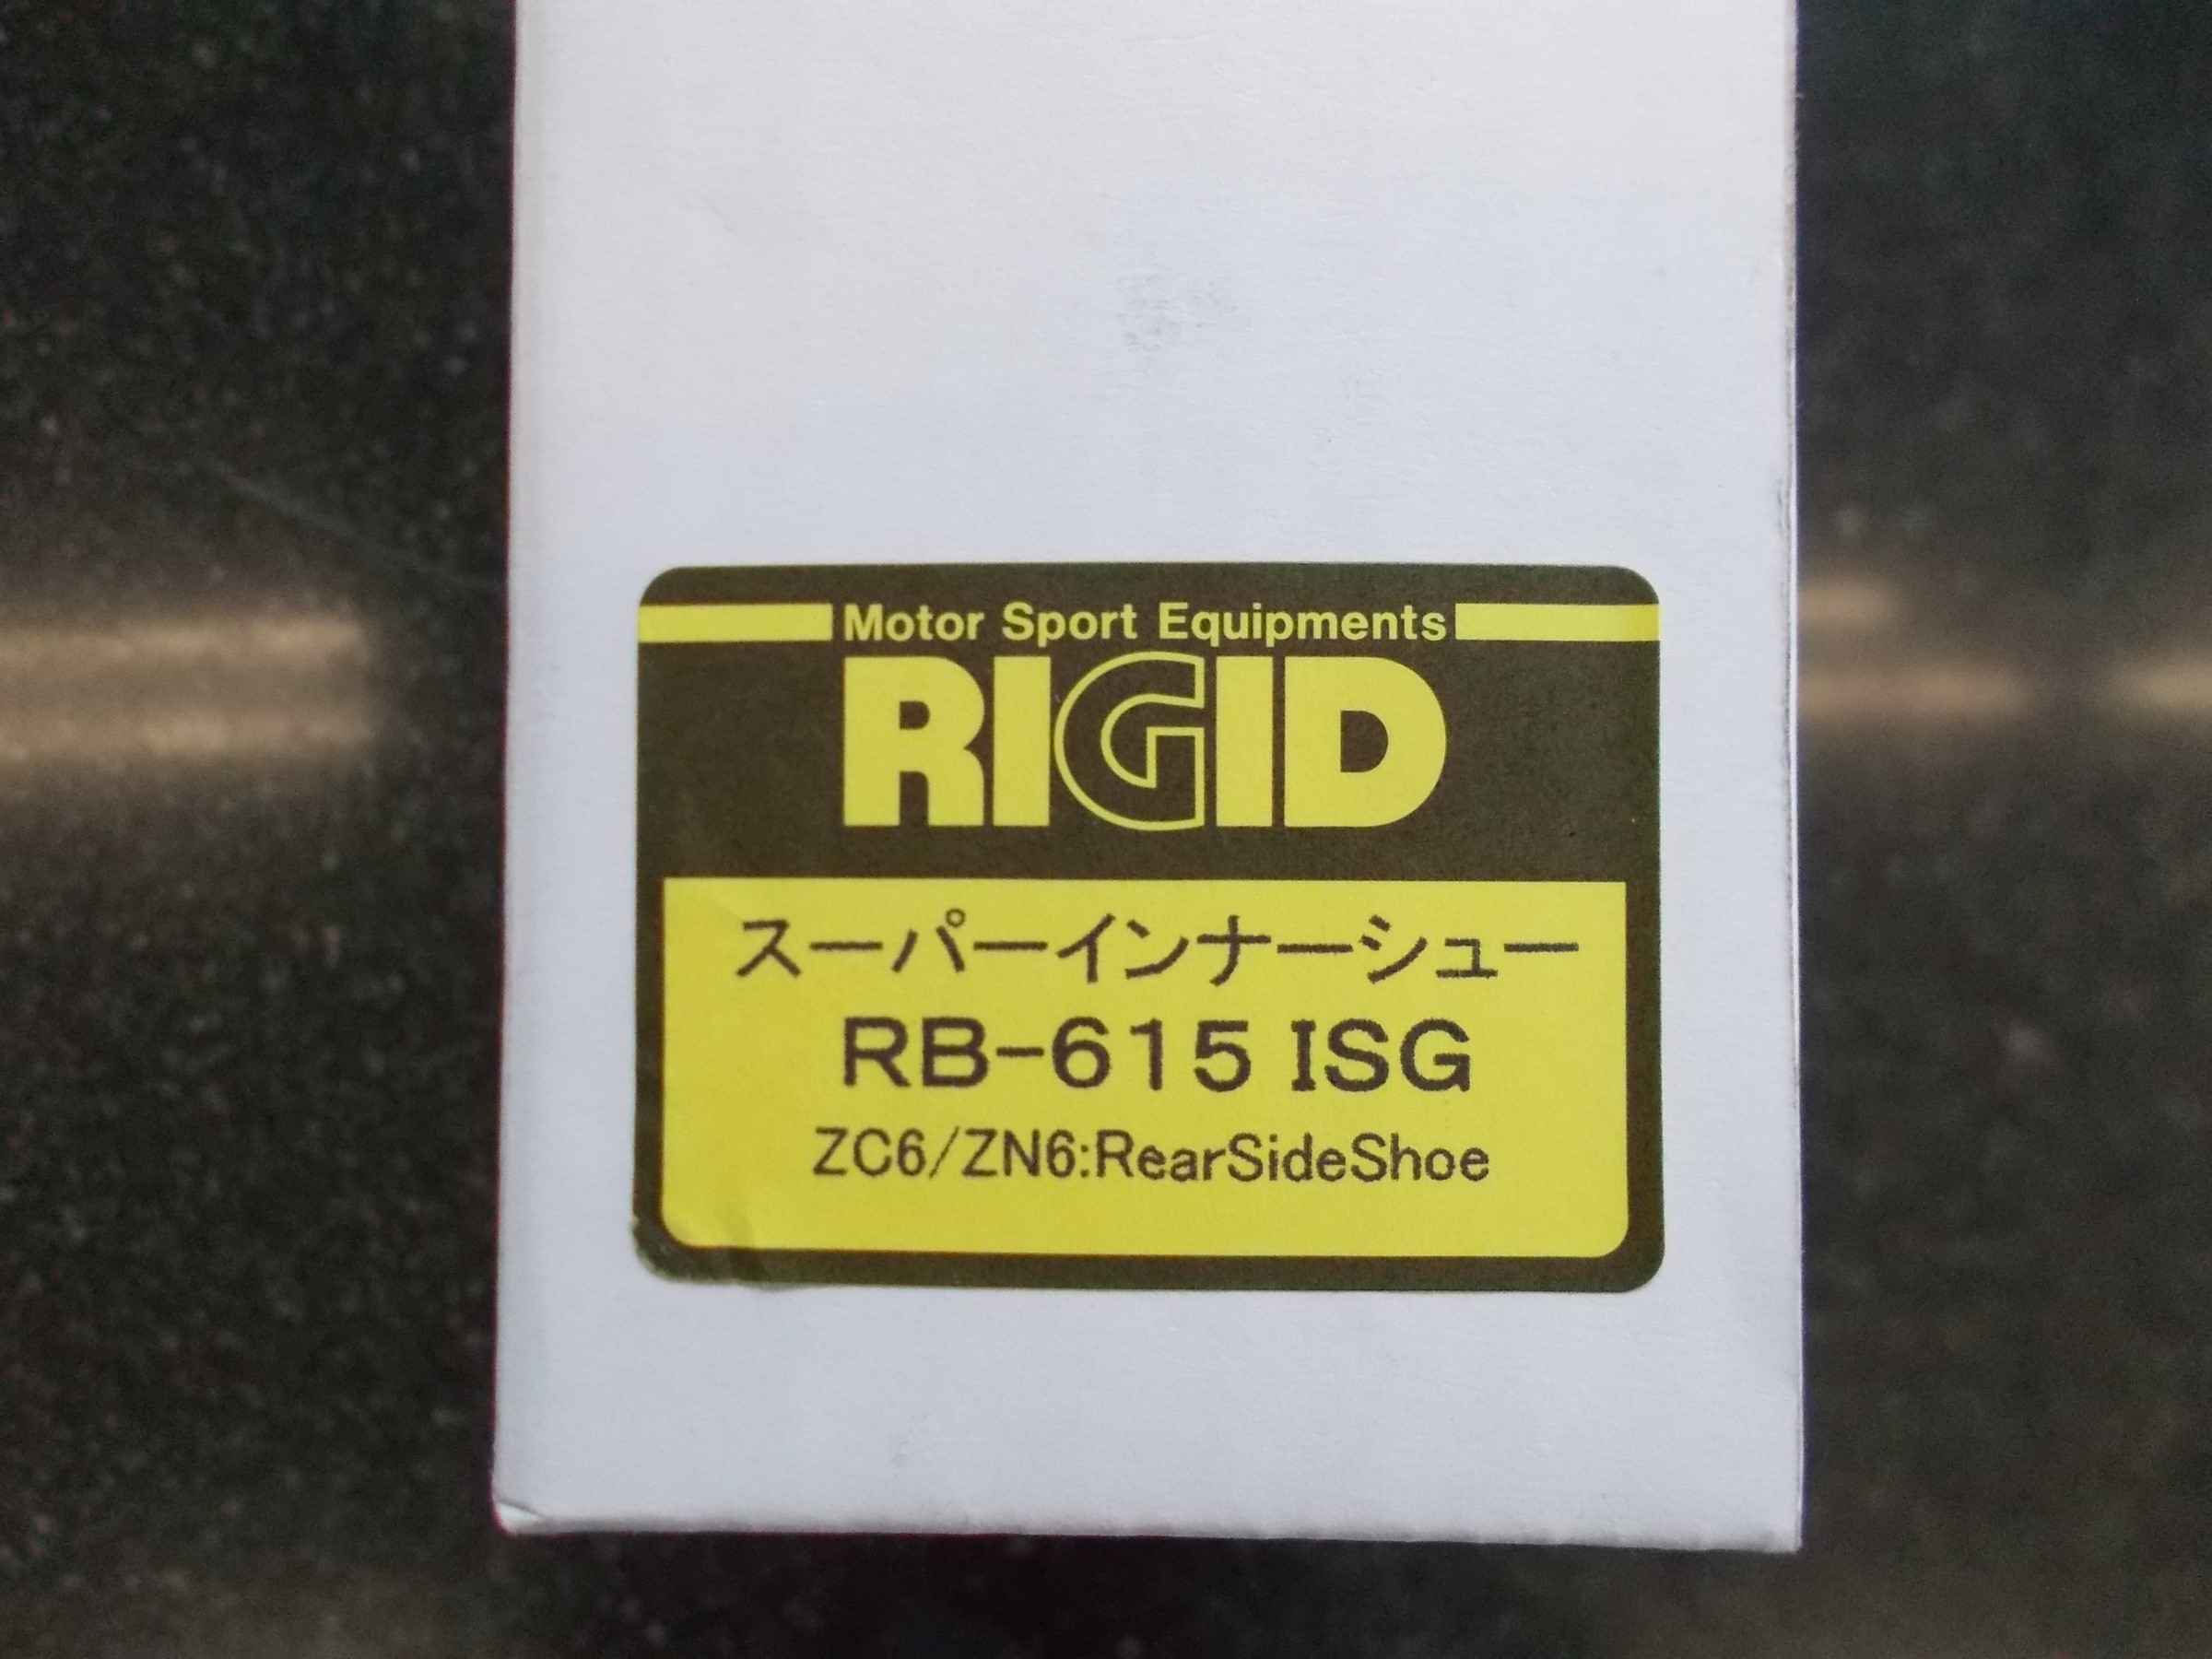 Motor Sport Equipments
RIGID
スーパーインナーシュー
RB-615 ISG
ZC6/ZN6:RearSideShoe